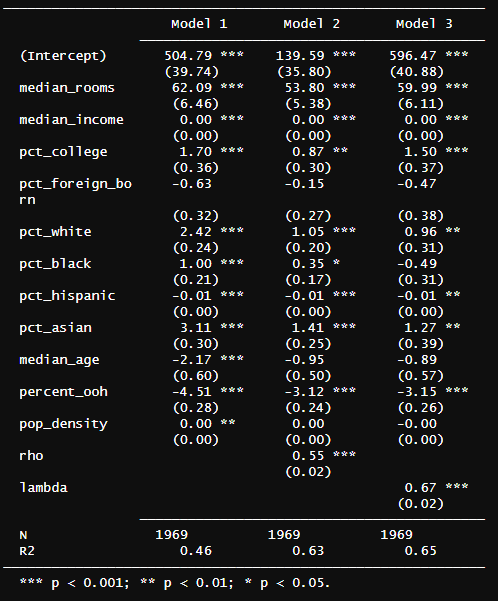 Model 1 Model 2 Model 3
(Intercept) 504.79 *** 139.59 *** 596.47 ***
(39.74) (35.80) (40.88)
median_rooms 62.09 *** 53.80 *** 59.99 ***
(6.46) (5.38) (6.11)
median_income 0.00 *** 0.00 *** 0.00 ***
(0.00) (0.00) (0.00)
pct_college 1.70 *** 0.87 ** 1.50 ***
(0.36) (0.30) (0.37)
pct_foreign_bo -0.63 -0.15 -0.47
rn
(0.32) (0.27) (0.38)
pct_white 2.42 *** 1.05 *** 0.96 **
(0.24) (0.20) (0.31)
pct_black 1.00 *** 0.35 * -0.49
(0.21) (0.17) (0.31)
pct_hispanic -0.01 *** -0.01 *** -0.01 **
(0.00) (0.00) (0.00)
pct_asian 3.11 *** 1.41 *** 1.27 **
(0.30) (0.25) (0.39)
median_age -2.17 *** -0.95 -0.89
(0.60) (0.50) (0.57)
percent_ooh -4.51 *** -3.12 *** -3.15 ***
(0.28) (0.24) (0.26)
pop_density 0.00 ** 0.00 -0.00
(0.00) (0.00) (0.00)
rho 0.55 ***
(0.02)
lambda 0.67 ***
(0.02)
N 1969 1969 1969
R2 0.46 0.63 0.65
*** p < 0.001; ** p < 0.01; * p < 0.05.